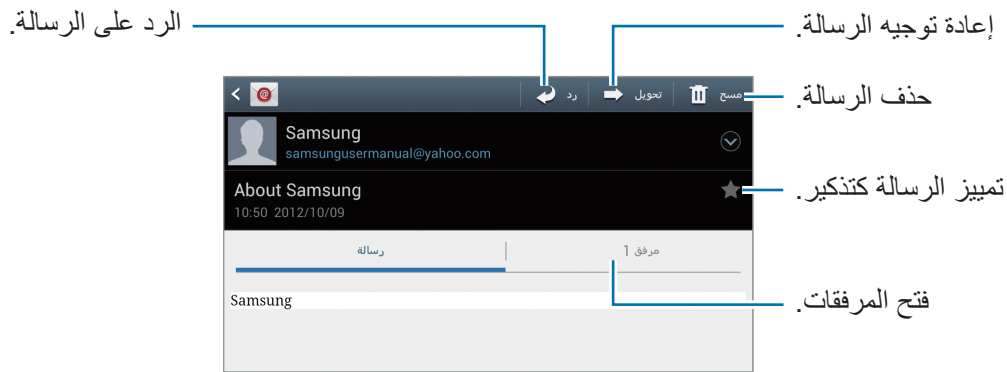 الرد على الرسالة.
إعادة توجيه الرسالة.
مسح
تحويل
رد
حذف الرسالة.
Samsung
samsungusermanual@yahoo.com
About Samsung
10:50 2012/10/09
تمييز الرسالة كتذكير.
رسالة
مرفق 1
Samsung
فتح المرفقات.